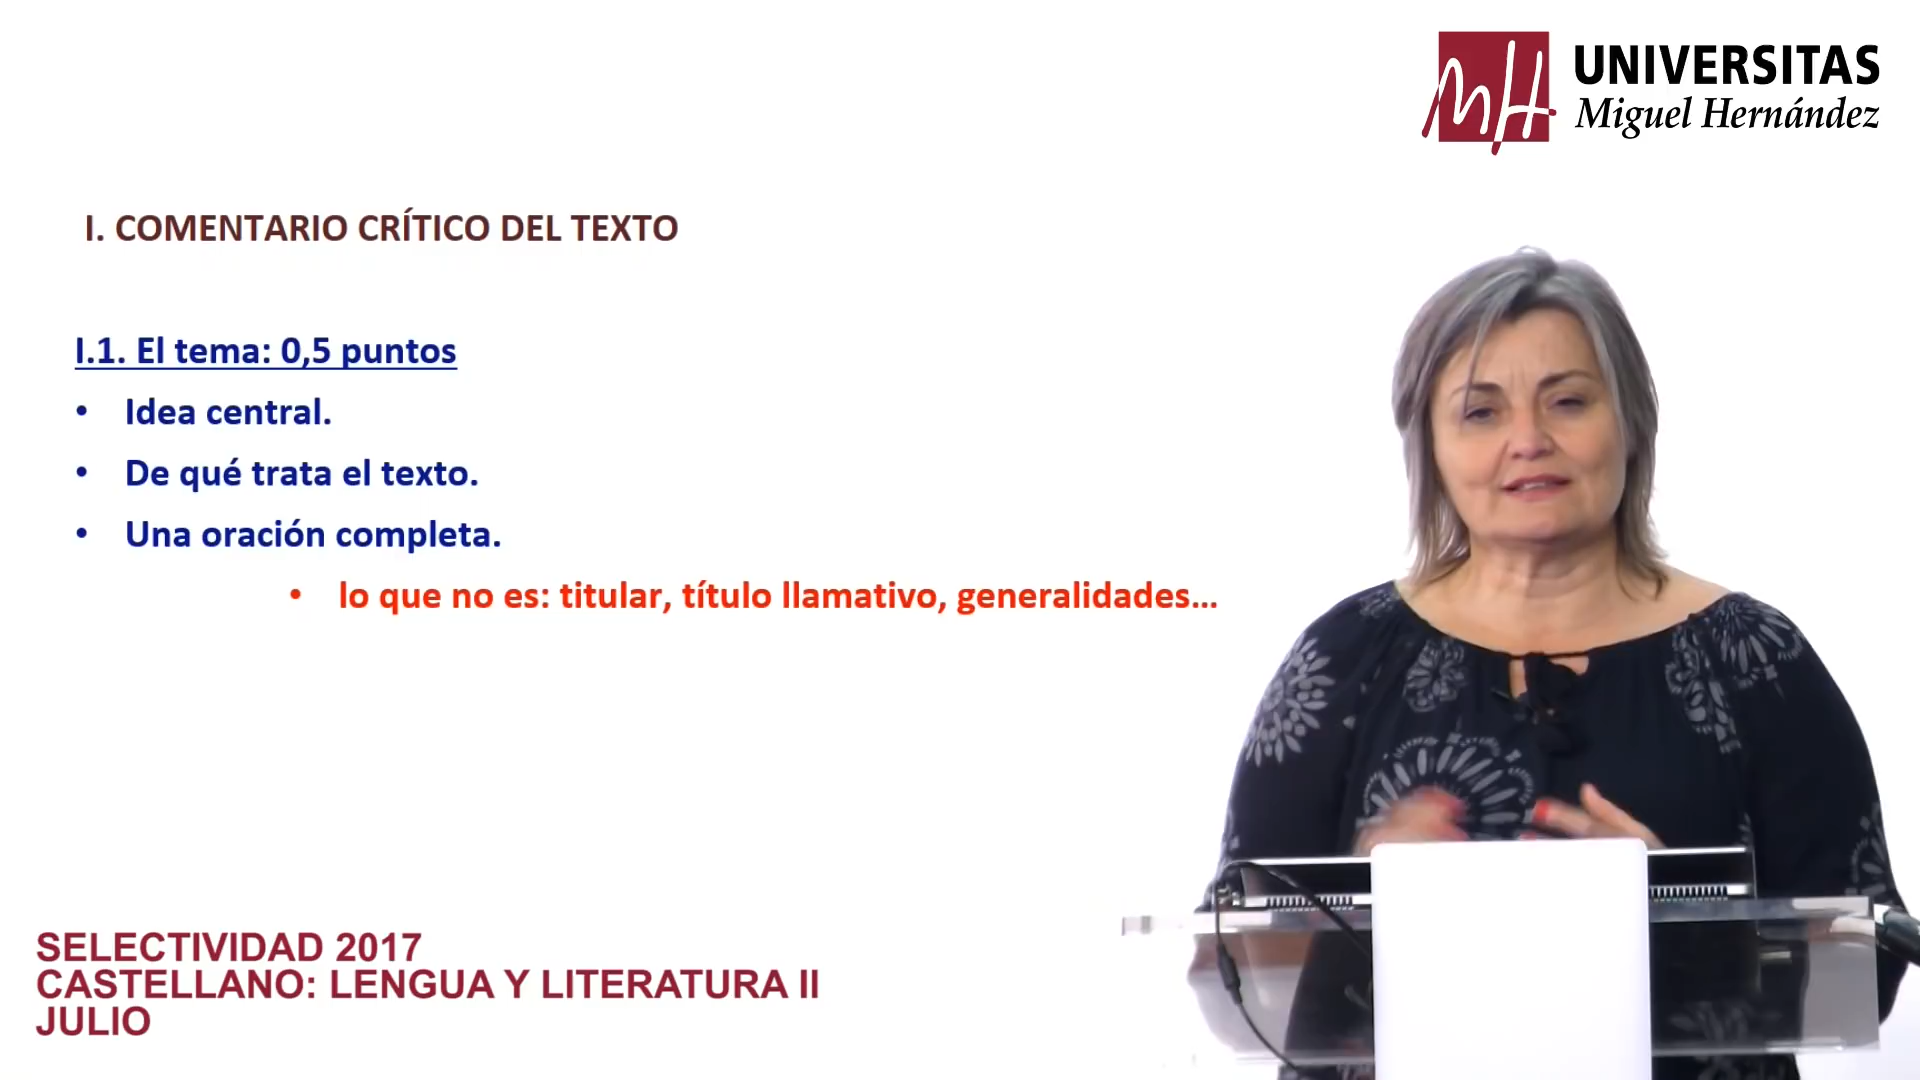 UNIVERSITAS
Miguel Hernández
I. COMENTARIO CRÍTICO DEL TEXTO
I.1. El tema: 0,5 puntos
• Idea central.
• De qué trata el texto.
• Una oración completa.
• lo que no es: titular, título llamativo, generalidades...
SELECTIVIDAD 2017
CASTELLANO: LENGUA Y LITERATURA II
JULIO